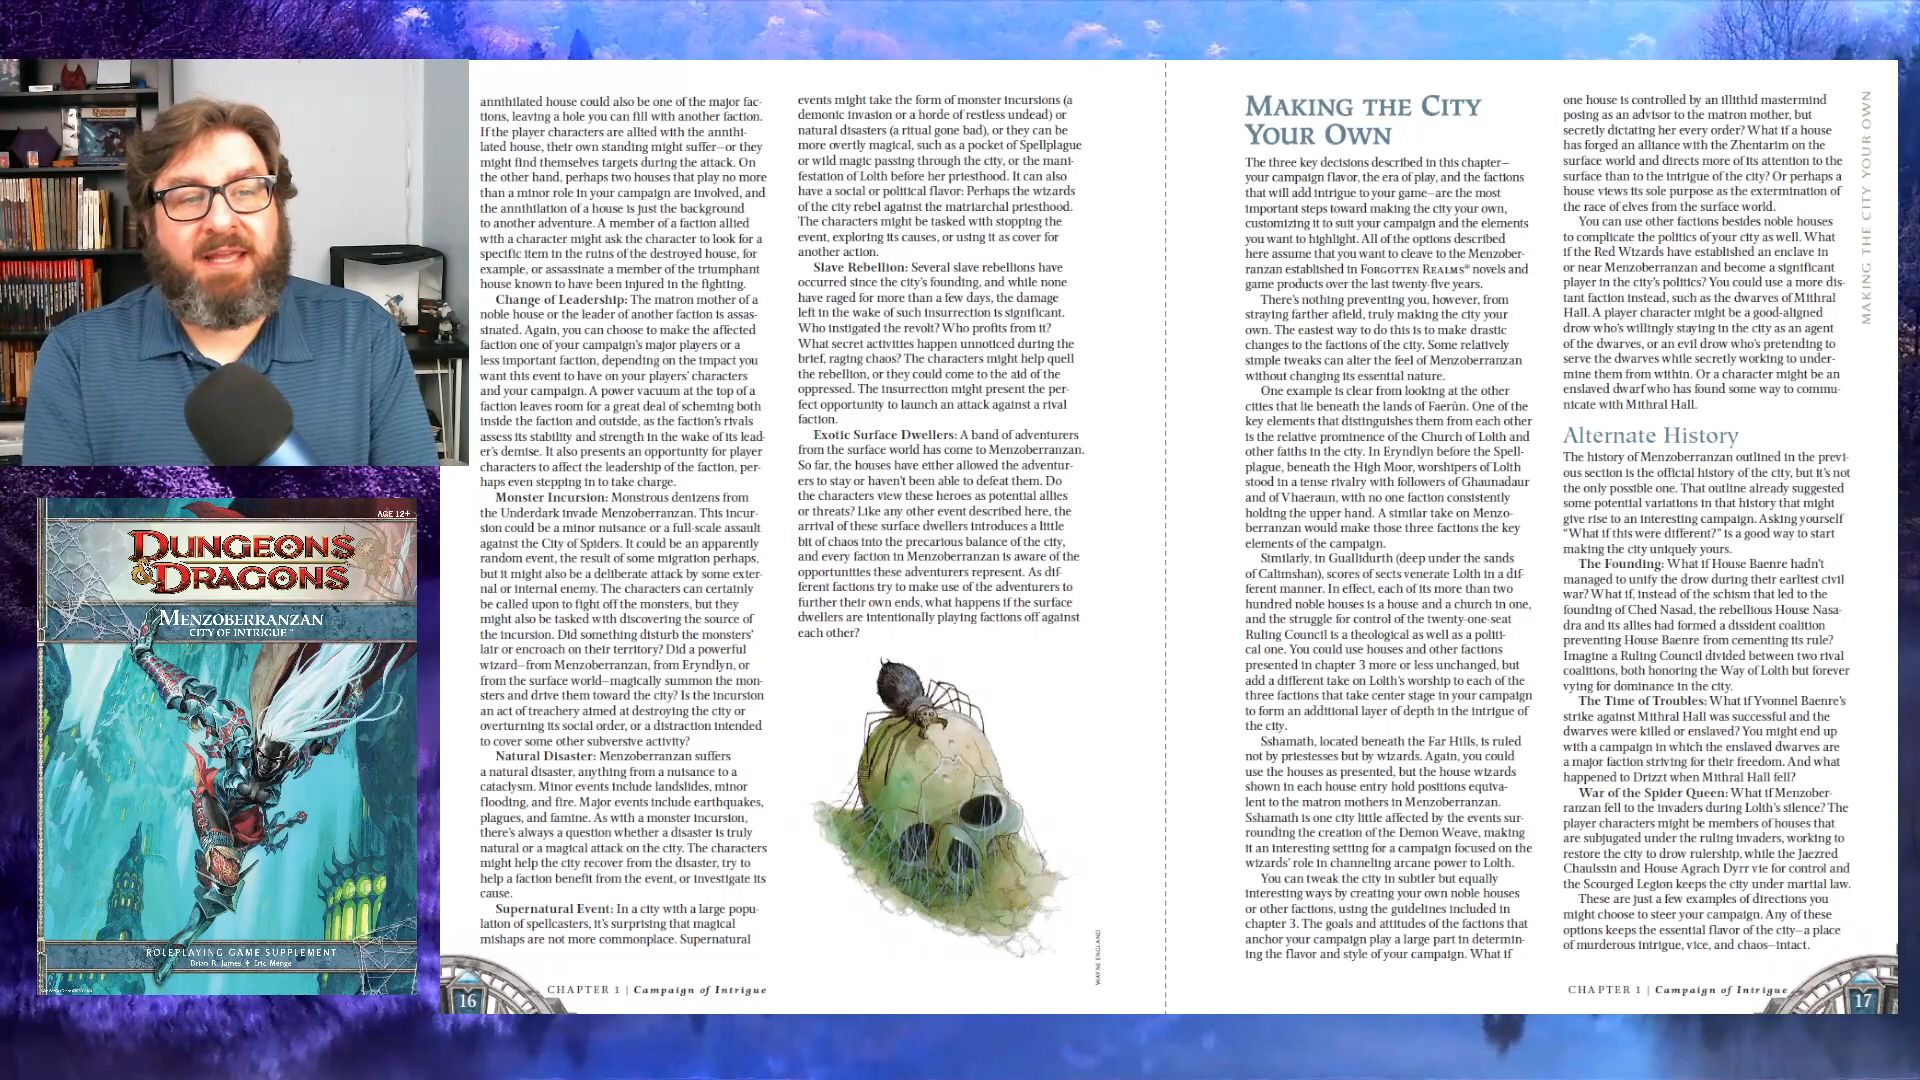 annihilated house could also be one of the major fac-
tions, leaving a hole you can fill with another faction.
If the player characters are allied with the annihi-
lated house, their own standing might suffer—or they
might find themselves targets during the attack. On
the other hand, perhaps two houses that play no more
than a minor role in your campaign are involved, and
the annihilation of a house is just the background
to another adventure. A member of a faction allied
with a character might ask the character to look for a
specific item in the ruins of the destroyed house, for
example, or assassinate a member of the triumphant
house known to have been injured in the fighting.
Change of Leadership: The matron mother of a
noble house or the leader of another faction is assas-
sinated. Again, you can choose to make the affected
faction one of your campaign's major players or a
less important faction, depending on the impact you
want this event to have on your players' characters
and your campaign. A power vacuum at the top of a
faction leaves room for a great deal of scheming both
inside the faction and outside, as the faction's rivals
assess its stability and strength in the wake of its lead-
er's demise. It also presents an opportunity for player
characters to affect the leadership of the faction, per-
haps even stepping in to take charge.
Monster Incursion: Monstrous denizens from
the Underdark invade Menzoberranzan. This incur-
sion could be a minor nuisance or a full-scale assault
against the City of Spiders. It could be an apparently
random event, the result of some migration perhaps,
but it might also be a deliberate attack by some exter-
nal or internal enemy. The characters can certainly
be called upon to fight off the monsters, but they
might also be tasked with discovering the source of
the incursion. Did something disturb the monsters'
lair or encroach on their territory? Did a powerful
wizard—from Menzoberranzan, from Eryndlyn, or
from the surface world—magically summon the mon-
sters and drive them toward the city? Is the incursion
an act of treachery aimed at destroying the city or
overturning its social order, or a distraction intended
to cover some other subversive activity?
Natural Disaster: Menzoberranzan suffers
a natural disaster, anything from a nuisance to a
cataclysm. Minor events include landslides, minor
flooding, and fire. Major events include earthquakes,
plagues, and famine. As with a monster incursion,
there's always a question whether a disaster is truly
natural or a magical attack on the city. The characters
might help the city recover from the disaster, try to
help a faction benefit from the event, or investigate its
cause.
Supernatural Event: In a city with a large popu-
lation of spellcasters, it's surprising that magical
mishaps are not more commonplace. Supernatural
events might take the form of monster incursions (a
demonic invasion or a horde of restless undead) or
natural disasters (a ritual gone bad), or they can be
more overtly magical, such as a pocket of Spellplague
or wild magic passing through the city, or the mani-
festation of Lolth before her priesthood. It can also
have a social or political flavor: Perhaps the wizards
of the city rebel against the matriarchal priesthood.
The characters might be tasked with stopping the
event, exploring its causes, or using it as cover for
another action.
Slave Rebellion: Several slave rebellions have
occurred since the city's founding, and while none
have raged for more than a few days, the damage
left in the wake of such insurrection is significant.
Who instigated the revolt? Who profits from it?
What secret activities happen unnoticed during the
brief, raging chaos? The characters might help quell
the rebellion, or they could come to the aid of the
oppressed. The insurrection might present the per-
fect opportunity to launch an attack against a rival
faction.
Exotic Surface Dwellers: A band of adventurers
from the surface world has come to Menzoberranzan.
So far, the houses have either allowed the adventur-
ers to stay or haven't been able to defeat them. Do
the characters view these heroes as potential allies
or threats? Like any other event described here, the
arrival of these surface dwellers introduces a little
bit of chaos into the precarious balance of the city,
and every faction in Menzoberranzan is aware of the
opportunities these adventurers represent. As dif-
ferent factions try to make use of the adventurers to
further their own ends, what happens if the surface
dwellers are intentionally playing factions off against
each other?
WAYNE ENGLAND
16
CHAPTER 1 | Campaign of Intrigue
MAKING THE CITY
YOUR OWN
The three key decisions described in this chapter—
your campaign flavor, the era of play, and the factions
that will add intrigue to your game—are the most
important steps toward making the city your own,
customizing it to suit your campaign and the elements
you want to highlight. All of the options described
here assume that you want to cleave to the Menzober-
ranzan established in FORGOTTEN REALMS® novels and
game products over the last twenty-five years.
There's nothing preventing you, however, from
straying farther afield, truly making the city your
own. The easiest way to do this is to make drastic
changes to the factions of the city. Some relatively
simple tweaks can alter the feel of Menzoberranzan
without changing its essential nature.
One example is clear from looking at the other
cities that lie beneath the lands of Faerûn. One of the
key elements that distinguishes them from each other
is the relative prominence of the Church of Lolth and
other faiths in the city. In Eryndlyn before the Spell-
plague, beneath the High Moor, worshipers of Lolth
stood in a tense rivalry with followers of Ghaunadaur
and of Vhaeraun, with no one faction consistently
holding the upper hand. A similar take on Menzo-
berranzan would make those three factions the key
elements of the campaign.
Similarly, in Guallidurth (deep under the sands
of Calimshan), scores of sects venerate Lolth in a dif-
ferent manner. In effect, each of its more than two
hundred noble houses is a house and a church in one,
and the struggle for control of the twenty-one-seat
Ruling Council is a theological as well as a politi-
cal one. You could use houses and other factions
presented in chapter 3 more or less unchanged, but
add a different take on Lolth's worship to each of the
three factions that take center stage in your campaign
to form an additional layer of depth in the intrigue of
the city.
Sshamath, located beneath the Far Hills, is ruled
not by priestesses but by wizards. Again, you could
use the houses as presented, but the house wizards
shown in each house entry hold positions equiva-
lent to the matron mothers in Menzoberranzan.
Sshamath is one city little affected by the events sur-
rounding the creation of the Demon Weave, making
it an interesting setting for a campaign focused on the
wizards' role in channeling arcane power to Lolth.
You can tweak the city in subtler but equally
interesting ways by creating your own noble houses
or other factions, using the guidelines included in
chapter 3. The goals and attitudes of the factions that
anchor your campaign play a large part in determin-
ing the flavor and style of your campaign. What if
one house is controlled by an illithid mastermind
posing as an advisor to the matron mother, but
secretly dictating her every order? What if a house
has forged an alliance with the Zhentarim on the
surface world and directs more of its attention to the
surface than to the intrigue of the city? Or perhaps a
house views its sole purpose as the extermination of
the race of elves from the surface world.
You can use other factions besides noble houses
to complicate the politics of your city as well. What
if the Red Wizards have established an enclave in
or near Menzoberranzan and become a significant
player in the city's politics? You could use a more dis-
tant faction instead, such as the dwarves of Mithral
Hall. A player character might be a good-aligned
drow who's willingly staying in the city as an agent
of the dwarves, or an evil drow who's pretending to
serve the dwarves while secretly working to under-
mine them from within. Or a character might be an
enslaved dwarf who has found some way to commu-
nicate with Mithral Hall.
Alternate History
The history of Menzoberranzan outlined in the previ-
ous section is the official history of the city, but it's not
the only possible one. That outline already suggested
some potential variations in that history that might
give rise to an interesting campaign. Asking yourself
"What if this were different?" is a good way to start
making the city uniquely yours.
The Founding: What if House Baenre hadn't
managed to unify the drow during their earliest civil
war? What if, instead of the schism that led to the
founding of Ched Nasad, the rebellious House Nasa-
dra and its allies had formed a dissident coalition
preventing House Baenre from cementing its rule?
Imagine a Ruling Council divided between two rival
coalitions, both honoring the Way of Lolth but forever
vying for dominance in the city.
The Time of Troubles: What if Yvonnel Baenre's
strike against Mithral Hall was successful and the
dwarves were killed or enslaved? You might end up
with a campaign in which the enslaved dwarves are
a major faction striving for their freedom. And what
happened to Drizzt when Mithral Hall fell?
War of the Spider Queen: What if Menzober-
ranzan fell to the invaders during Lolth's silence? The
player characters might be members of houses that
are subjugated under the ruling invaders, working to
restore the city to drow rulership, while the Jaezred
Chaulssin and House Agrach Dyrr vie for control and
the Scourged Legion keeps the city under martial law.
These are just a few examples of directions you
might choose to steer your campaign. Any of these
options keeps the essential flavor of the city—a place
of murderous intrigue, vice, and chaos—intact.
MAKING THE CITY YOUR OWN
CHAPTER 1 | Campaign of Intrigue
17
AGE 12+
DUNGEONS
& DRAGONS
MENZOBERRANZAN
CITY OF INTRIGUE™
ROLEPLAYING GAME SUPPLEMENT
Brian R. James ✦ Eric Menge